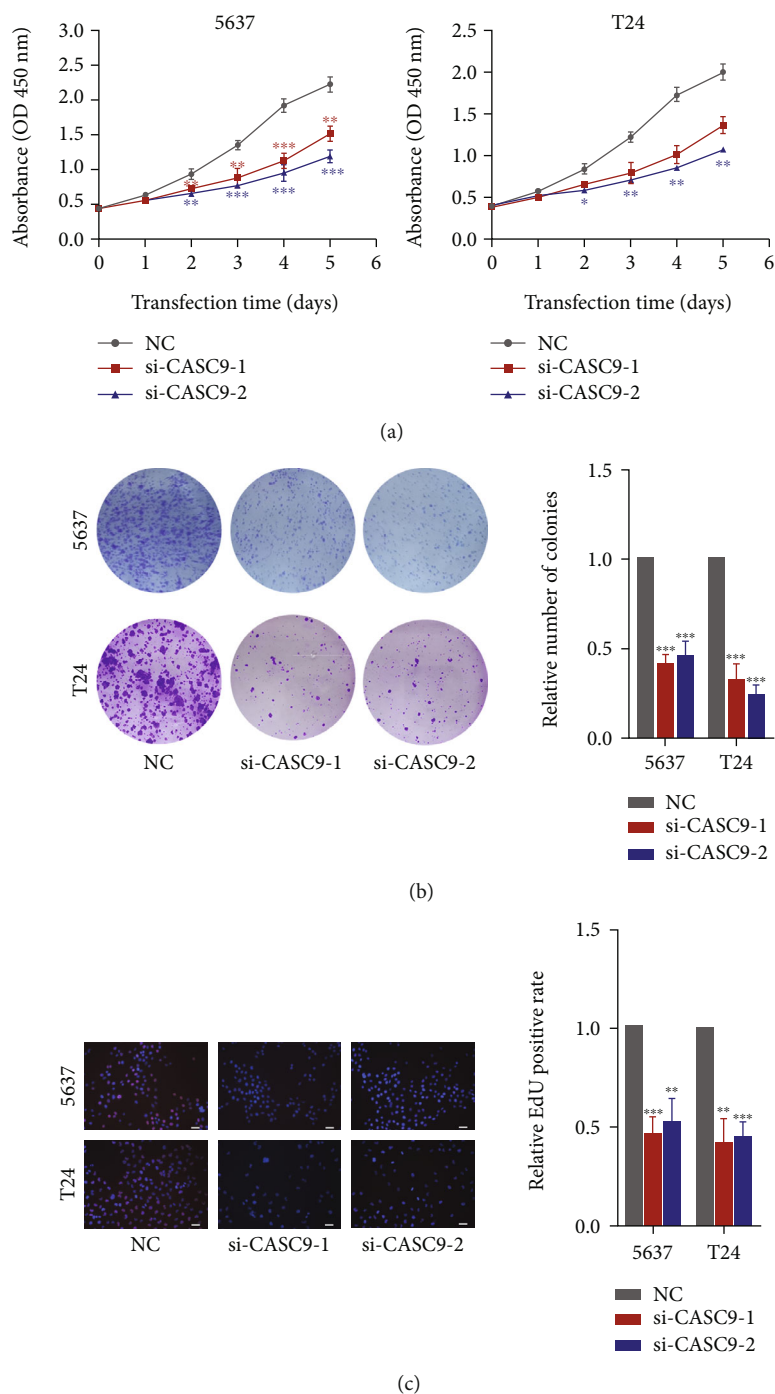 5637
Absorbance (OD 450 nm)
3.0
2.5
2.0
1.5
1.0
0.5
0.0
** ** *** **
** *** *** ***
0 1 2 3 4 5 6
Transfection time (days)
NC
si-CASC9-1
si-CASC9-2
T24
Absorbance (OD 450 nm)
2.5
2.0
1.5
1.0
0.5
0.0
* ** ** **
0 1 2 3 4 5 6
Transfection time (days)
NC
si-CASC9-1
si-CASC9-2
(a)
5637
T24
NC si-CASC9-1 si-CASC9-2
Relative number of colonies
1.5
1.0
0.5
0.0
*** *** *** ***
5637 T24
NC
si-CASC9-1
si-CASC9-2
(b)
5637
T24
NC si-CASC9-1 si-CASC9-2
Relative EdU positive rate
1.5
1.0
0.5
0.0
*** ** ** ***
5637 T24
NC
si-CASC9-1
si-CASC9-2
(c)